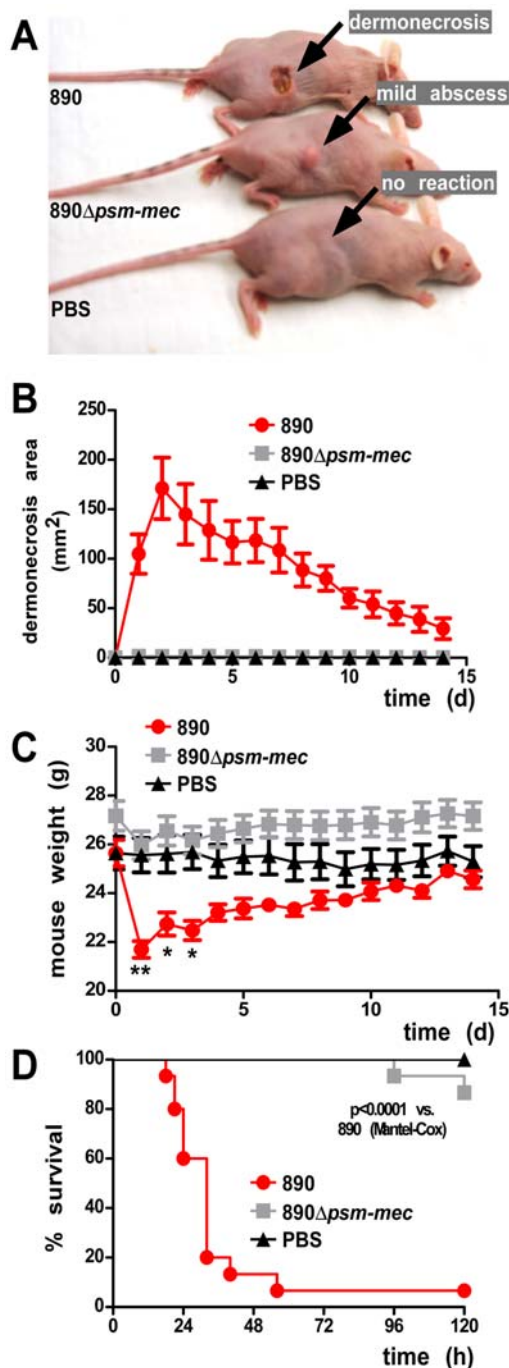 A
dermonecrosis
mild abscess
no reaction
890
890Δpsm-mec
PBS
B
890
890Δpsm-mec
PBS
dermonecrosis area
(mm2)
250
200
150
100
50
0
0 5 10 15
time (d)
C
890
890Δpsm-mec
PBS
mouse weight (g)
30
28
26
24
22
20
** * *
0 5 10 15
time (d)
D
% survival
100
80
60
40
20
0
p<0.0001 vs.
890 (Mantel-Cox)
890
890Δpsm-mec
PBS
0 24 48 72 96 120
time (h)